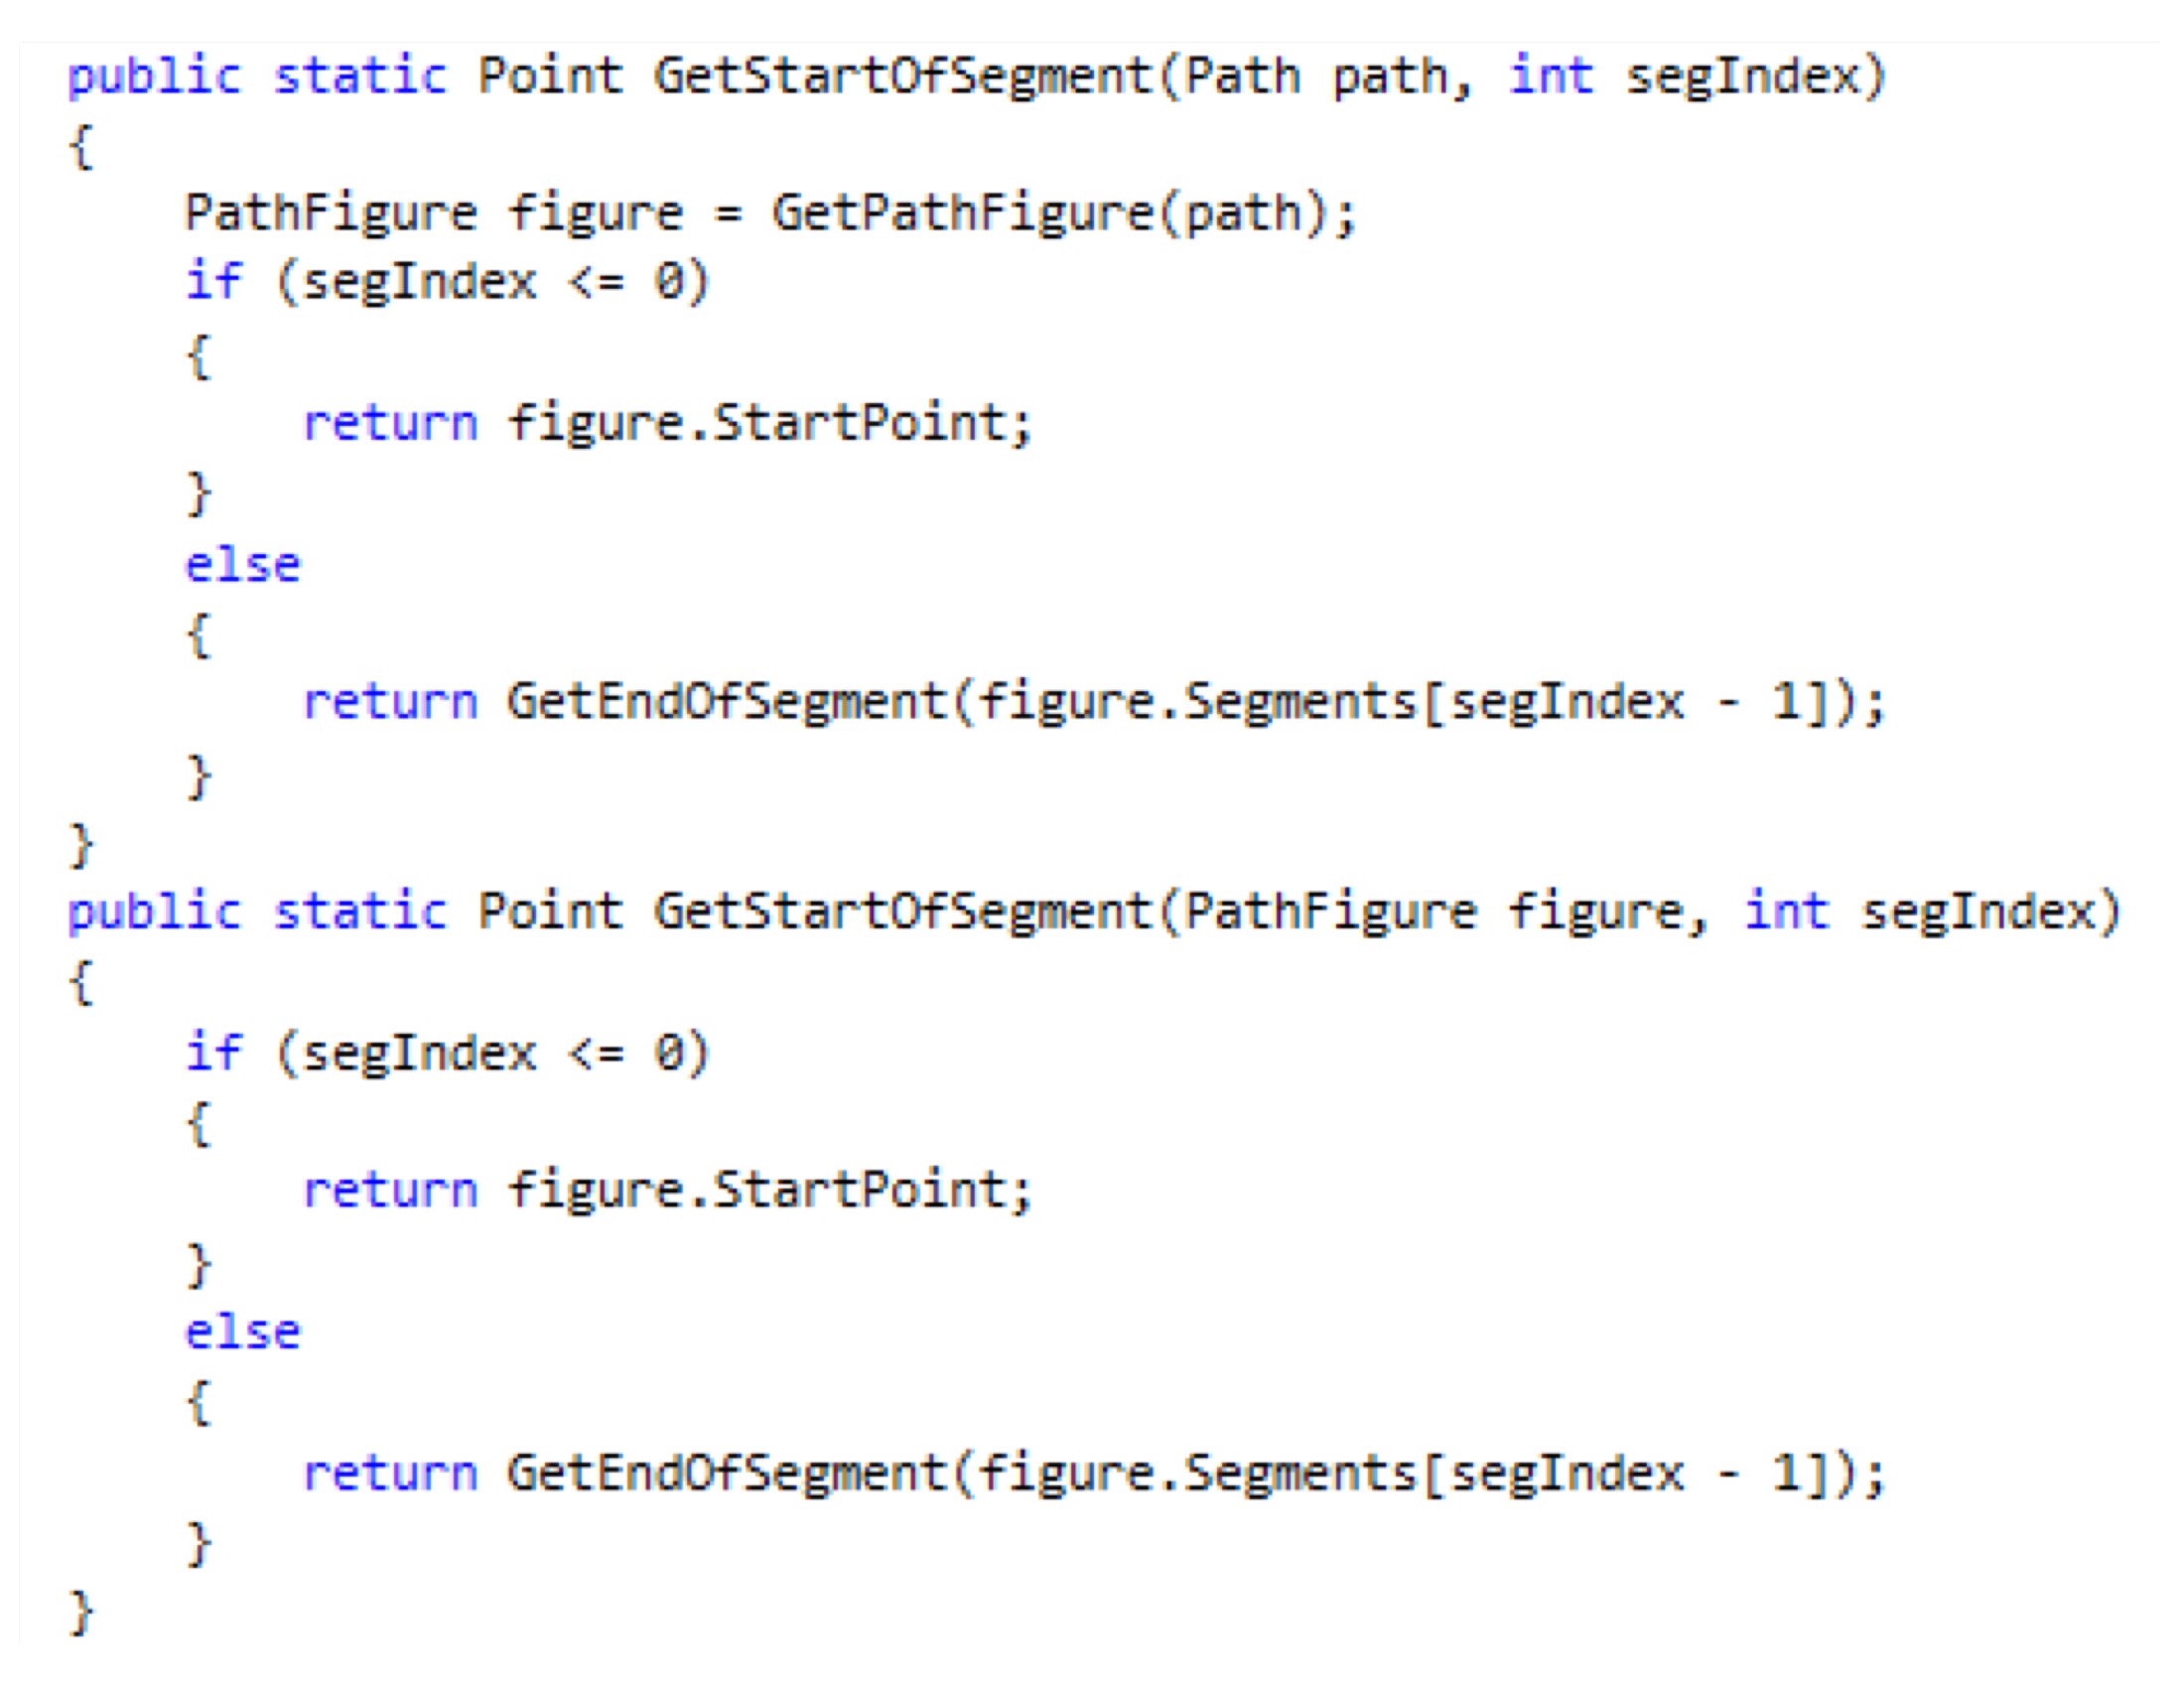 public static Point GetStartOfSegment(Path path, int segIndex)
{
    PathFigure figure = GetPathFigure(path);
    if (segIndex <= 0)
    {
        return figure.StartPoint;
    }
    else
    {
        return GetEndOfSegment(figure.Segments[segIndex - 1]);
    }
}
public static Point GetStartOfSegment(PathFigure figure, int segIndex)
{
    if (segIndex <= 0)
    {
        return figure.StartPoint;
    }
    else
    {
        return GetEndOfSegment(figure.Segments[segIndex - 1]);
    }
}